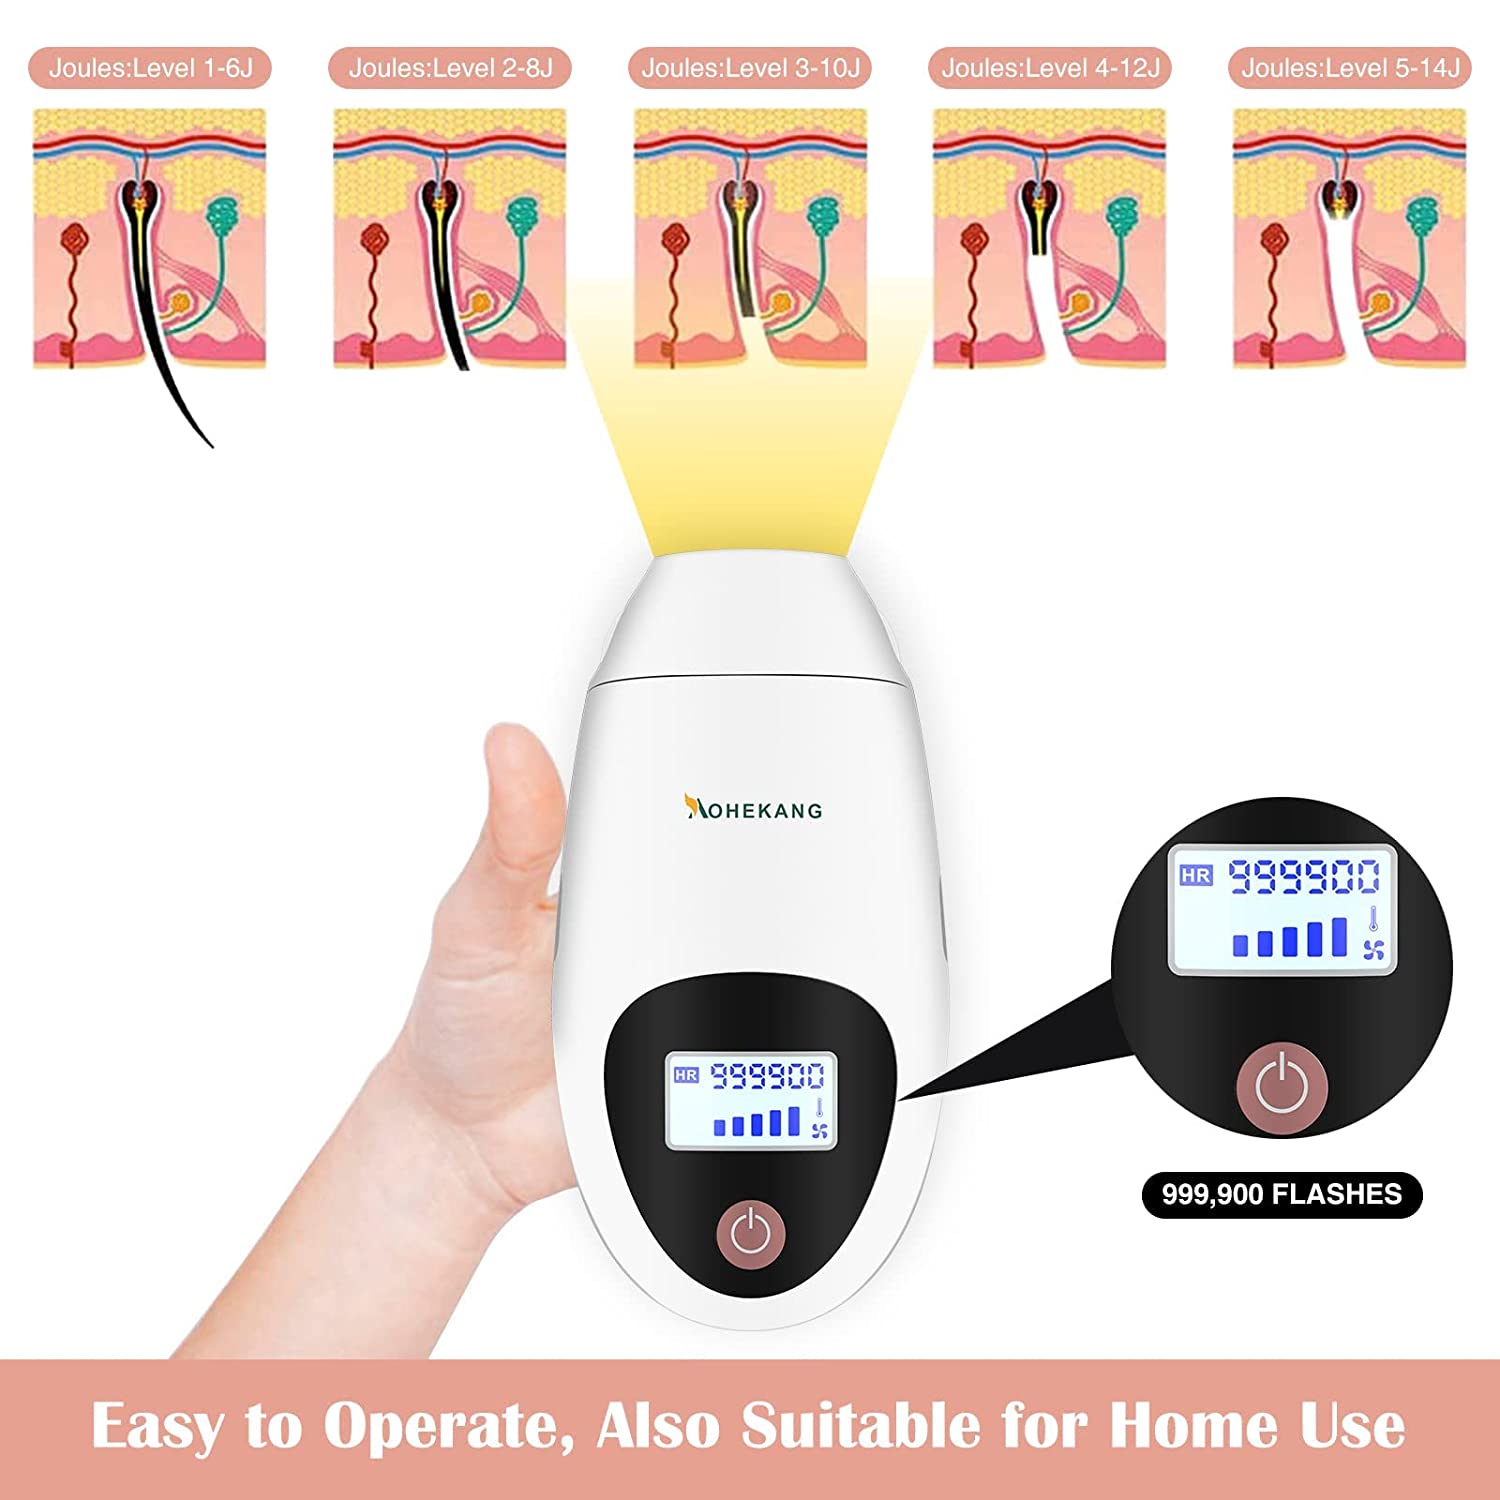 Joules:Level 1-6J
Joules:Level 2-8J
Joules:Level 3-10J
Joules:Level 4-12J
Joules:Level 5-14J
AOHEKANG
HR 999900
HR 999900
999,900 FLASHES
Easy to Operate, Also Suitable for Home Use